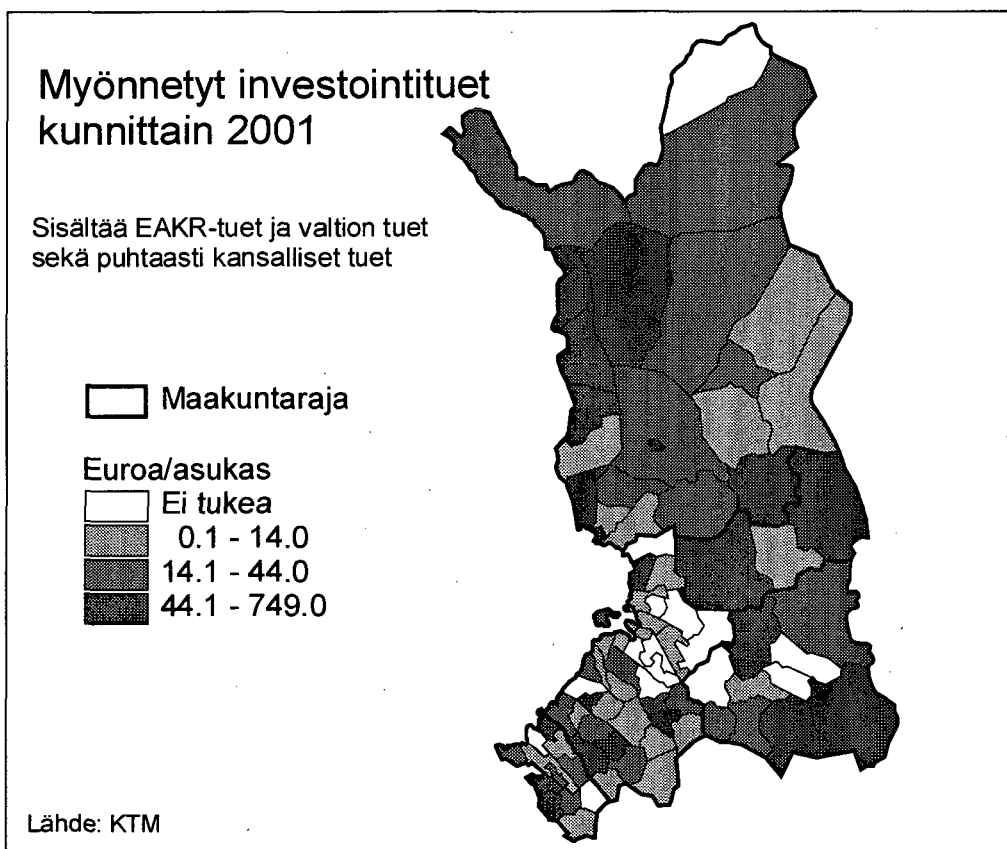 Myönnetyt investointituet
kunnittain 2001
Sisältää EAKR-tuet ja valtion tuet
sekä puhtaasti kansalliset tuet
Maakuntaraja
Euroa/asukas
Ei tukea
0.1 - 14.0
14.1 - 44.0
44.1 - 749.0
Lähde: KTM